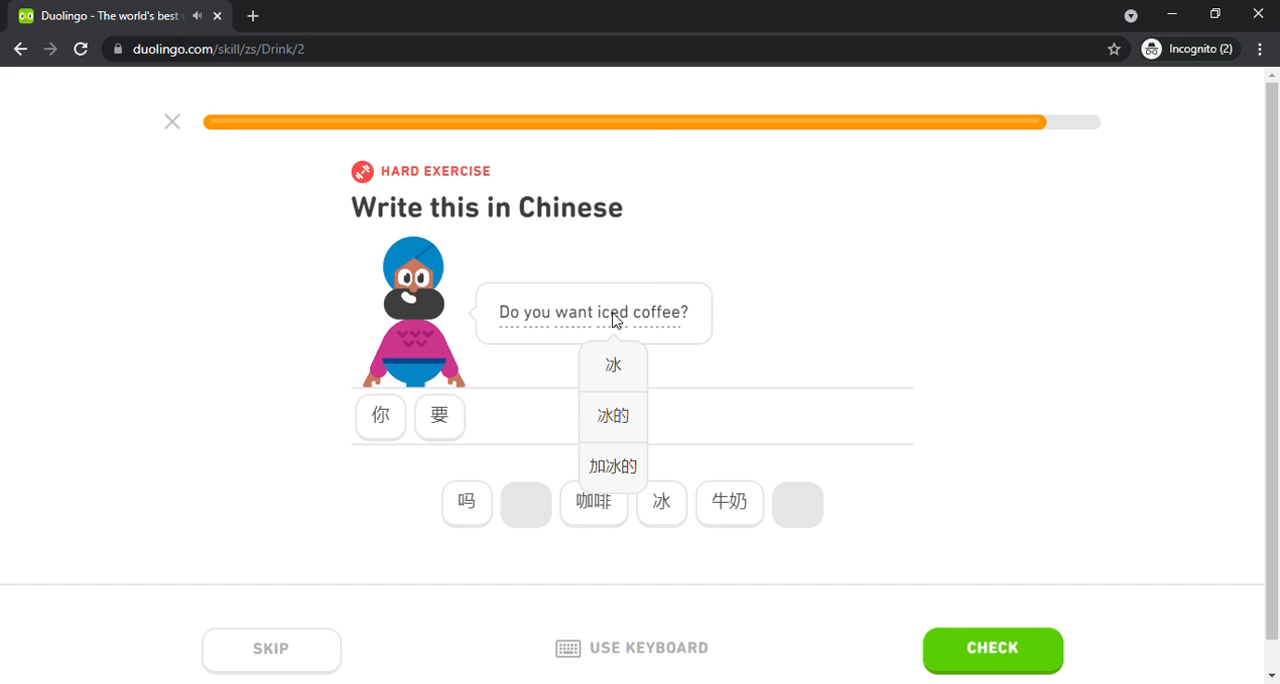 Duolingo - The world's best
duolingo.com/skill/zs/Drink/2
Incognito (2)
HARD EXERCISE
Write this in Chinese
Do you want iced coffee?
冰
冰的
加冰的
你 要
吗 咖啡 冰 牛奶
SKIP
USE KEYBOARD
CHECK